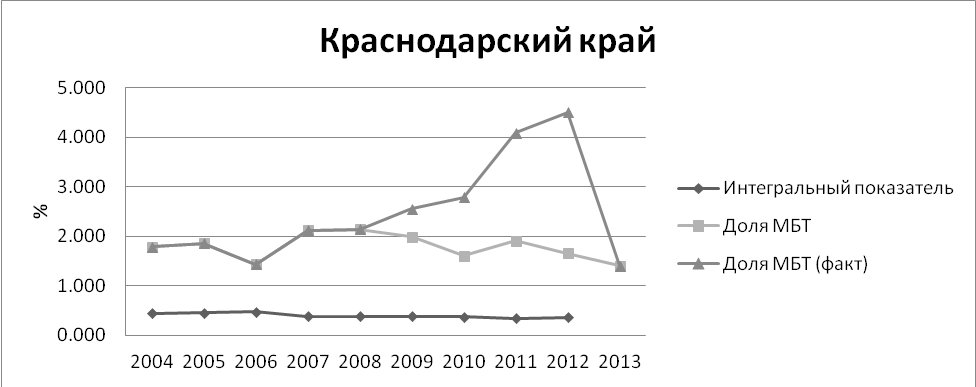 Краснодарский край
5.000
4.000
3.000
2.000
1.000
0.000
%
2004 2005 2006 2007 2008 2009 2010 2011 2012 2013
Интегральный показатель
Доля МБТ
Доля МБТ (факт)